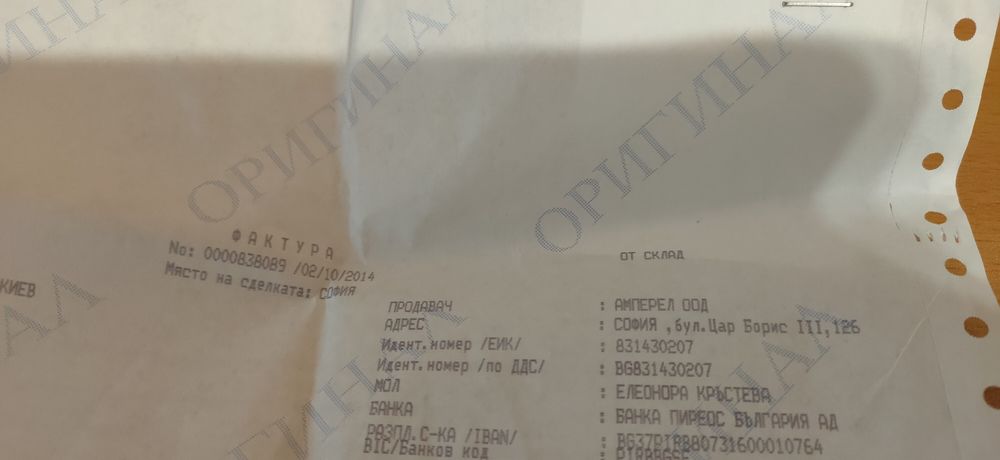 ОРИГИНАЛ
ОРИГИНАЛ
ФАКТУРА
No: 0000838089 /02/10/2014
Място на сделката: СОФИЯ
КИЕВ
ОТ СКЛАД
ПРОДАВАЧ : АМПЕРЕЛ ООД
АДРЕС : СОФИЯ ,бул.Цар Борис III,126
Идент.номер /ЕИК/ : 831430207
Идент.номер /по ДДС/ : BG831430207
МОЛ : ЕЛЕОНОРА КРЪСТЕВА
БАНКА : БАНКА ПИРЕОС БЪЛГАРИЯ АД
РАЗПЛ.С-КА /IBAN/ : BG37PIRB80731600010764
BIC/Банков код : PIRBBGSF
ОРИГИНАЛ